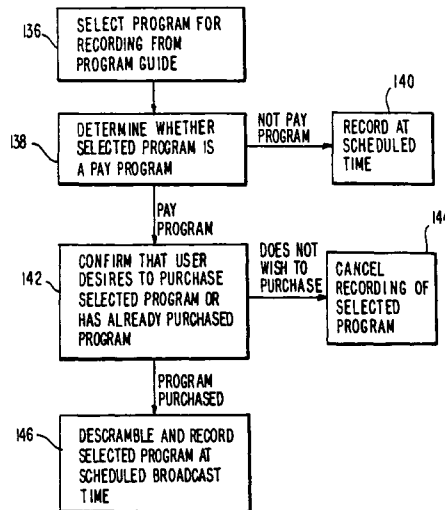 136
SELECT PROGRAM FOR
RECORDING FROM
PROGRAM GUIDE
138
DETERMINE WHETHER
SELECTED PROGRAM IS
A PAY PROGRAM
NOT PAY
PROGRAM
140
RECORD AT
SCHEDULED
TIME
PAY
PROGRAM
142
CONFIRM THAT USER
DESIRES TO PURCHASE
SELECTED PROGRAM OR
HAS ALREADY PURCHASED
PROGRAM
DOES NOT
WISH TO
PURCHASE
CANCEL
RECORDING OF
SELECTED
PROGRAM
PROGRAM
PURCHASED
146
DESCRAMBLE AND RECORD
SELECTED PROGRAM AT
SCHEDULED BROADCAST
TIME